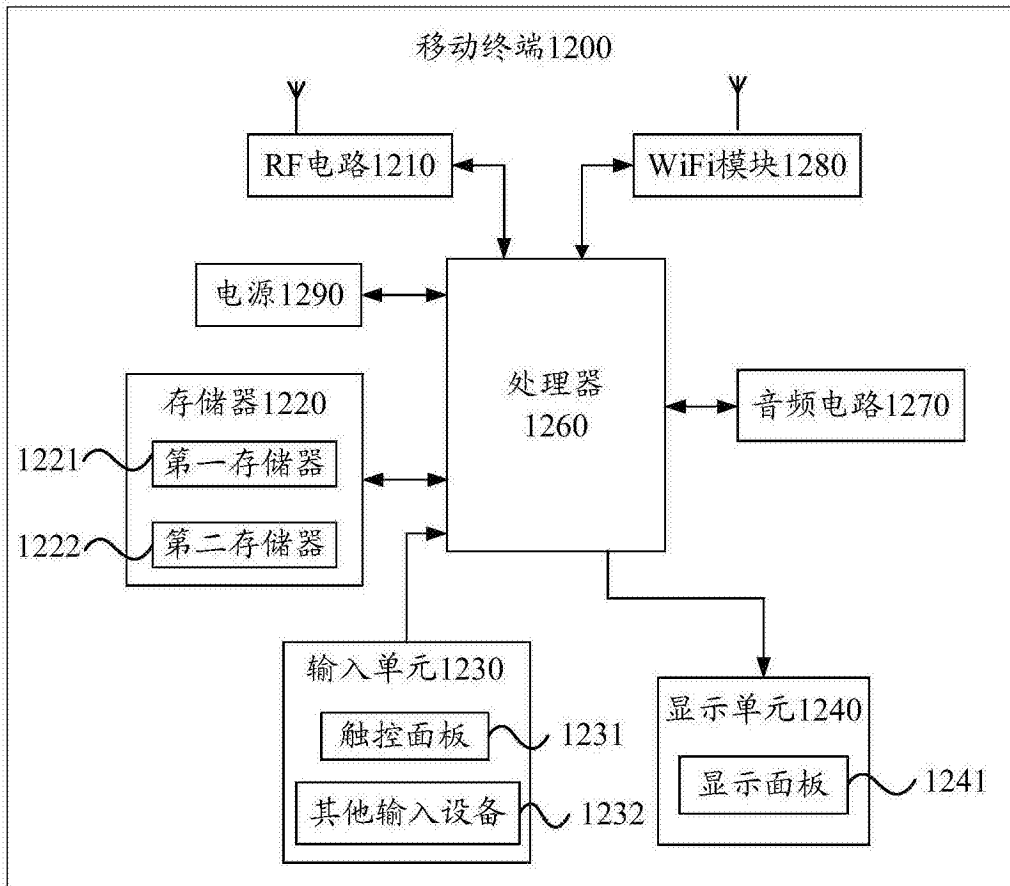 移动终端1200
RF电路1210
WiFi模块1280
电源1290
处理器
1260
存储器1220
音频电路1270
1221
第一存储器
1222
第二存储器
输入单元1230
触控面板
1231
其他输入设备
1232
显示单元1240
显示面板
1241